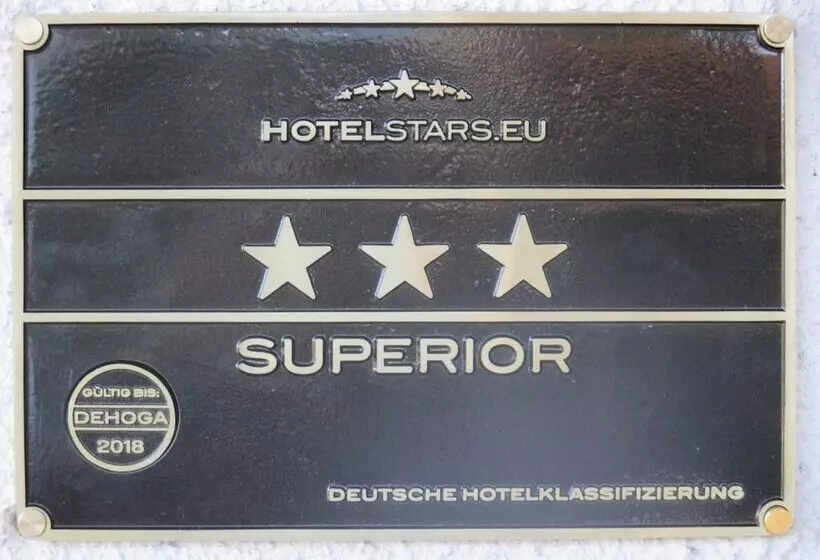 HOTELSTARS.EU
SUPERIOR
GÜLTIG BIS:
DEHOGA
2018
DEUTSCHE HOTELKLASSIFIZIERUNG